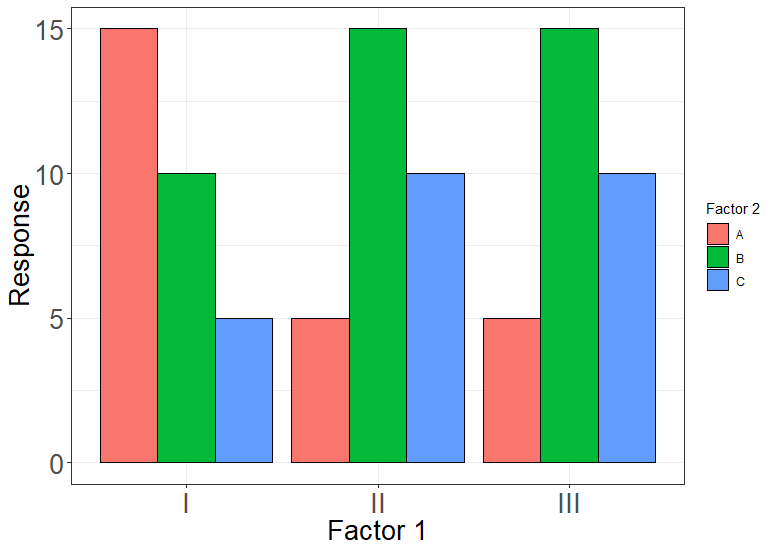 15
10
5
0
Response
I
II
III
Factor 1
Factor 2
A
B
C